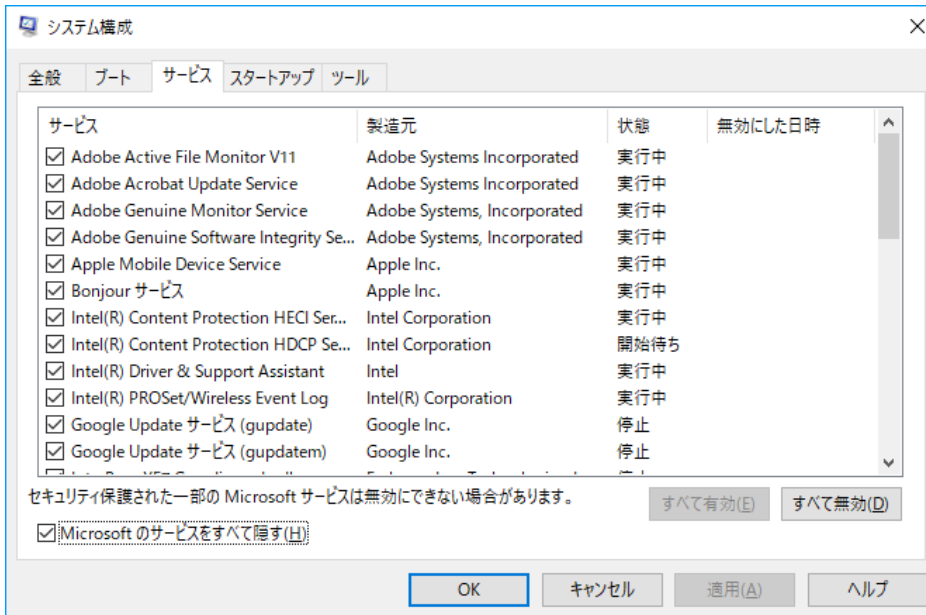 システム構成
全般 ブート サービス スタートアップ ツール
サービス 製造元 状態 無効にした日時
Adobe Active File Monitor V11 Adobe Systems Incorporated 実行中
Adobe Acrobat Update Service Adobe Systems Incorporated 実行中
Adobe Genuine Monitor Service Adobe Systems, Incorporated 実行中
Adobe Genuine Software Integrity Se... Adobe Systems, Incorporated 実行中
Apple Mobile Device Service Apple Inc. 実行中
Bonjour サービス Apple Inc. 実行中
Intel(R) Content Protection HECI Ser... Intel Corporation 実行中
Intel(R) Content Protection HDCP Se... Intel Corporation 開始待ち
Intel(R) Driver & Support Assistant Intel 実行中
Intel(R) PROSet/Wireless Event Log Intel(R) Corporation 実行中
Google Update サービス (gupdate) Google Inc. 停止
Google Update サービス (gupdatem) Google Inc. 停止
セキュリティ保護された一部の Microsoft サービスは無効にできない場合があります。
すべて有効(E) すべて無効(D)
Microsoft のサービスをすべて隠す(H)
OK キャンセル 適用(A) ヘルプ